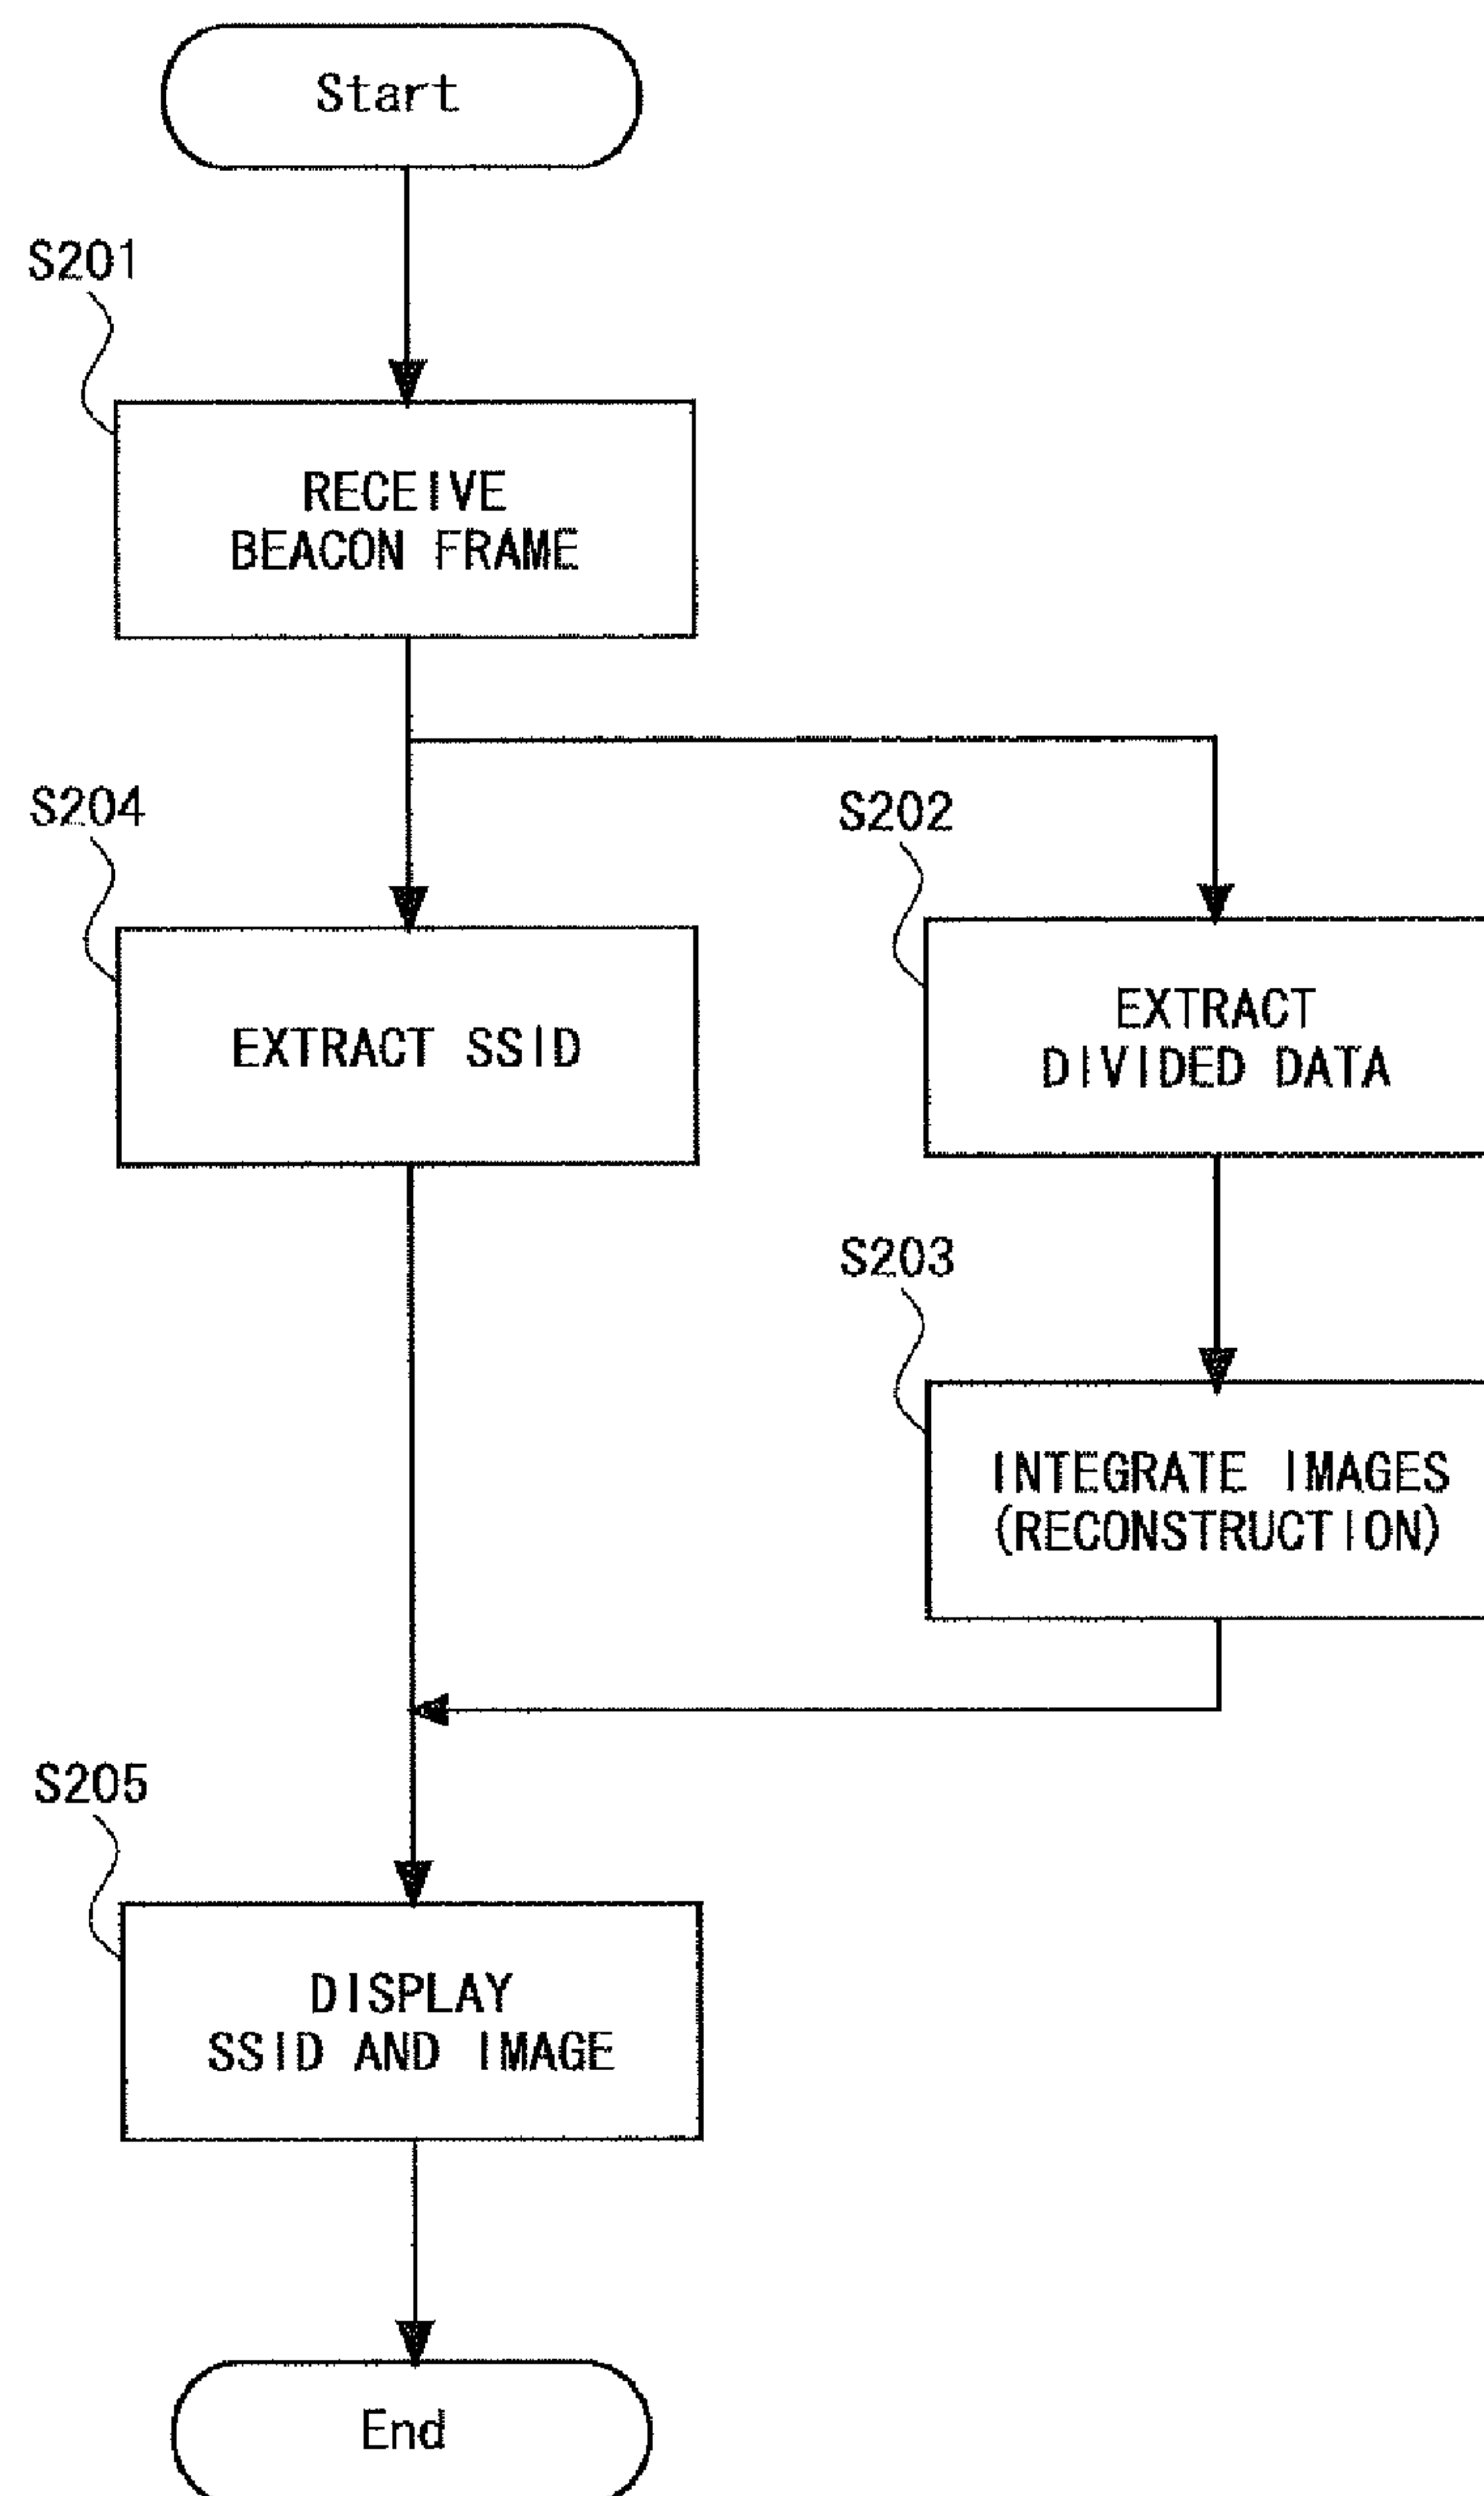 Start
S201
RECEIVE
BEACON FRAME
S204
EXTRACT SSID
S202
EXTRACT
DIVIDED DATA
S203
INTEGRATE IMAGES
(RECONSTRUCTION)
S205
DISPLAY
SSID AND IMAGE
End